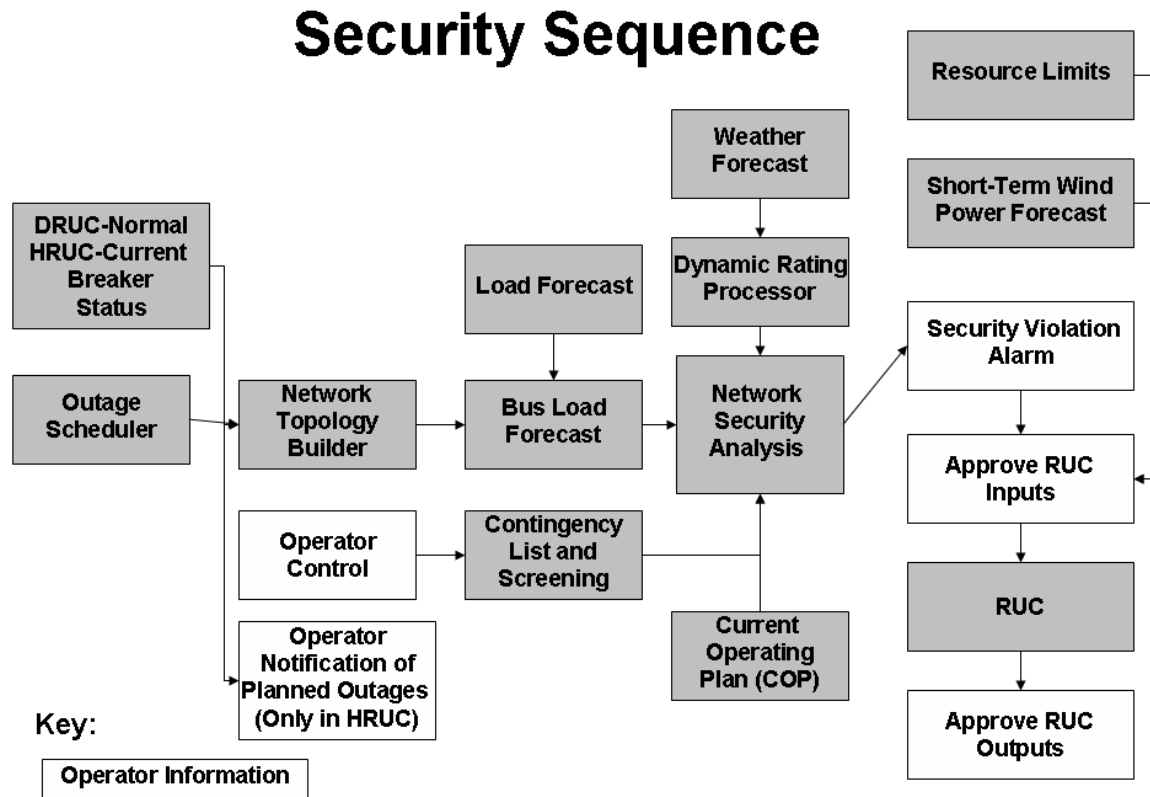 Security Sequence
Resource Limits
Weather
Forecast
Short-Term Wind
Power Forecast
DRUC-Normal
HRUC-Current
Breaker
Status
Load Forecast
Dynamic Rating
Processor
Security Violation
Alarm
Outage
Scheduler
Network
Topology
Builder
Bus Load
Forecast
Network
Security
Analysis
Approve RUC
Inputs
Operator
Control
Contingency
List and
Screening
RUC
Operator
Notification of
Planned Outages
(Only in HRUC)
Current
Operating
Plan (COP)
Approve RUC
Outputs
Key:
Operator Information